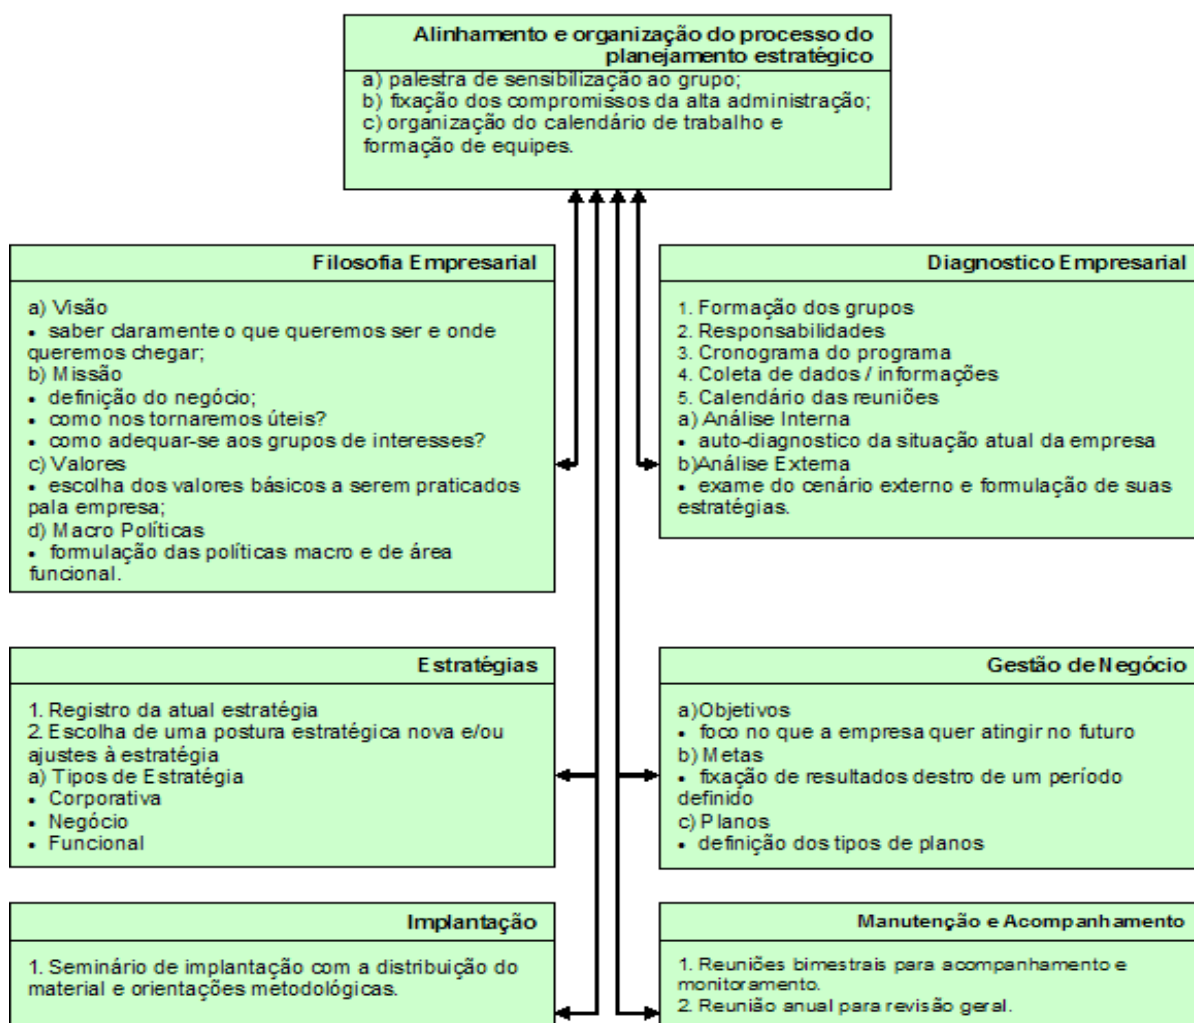 Alinhamento e organização do processo do
planejamento estratégico
a) palestra de sensibilização ao grupo;
b) fixação dos compromissos da alta administração;
c) organização do calendário de trabalho e
formação de equipes.
Filosofia Empresarial
a) Visão
• saber claramente o que queremos ser e onde
queremos chegar;
b) Missão
• definição do negócio;
• como nos tornaremos úteis?
• como adequar-se aos grupos de interesses?
c) Valores
• escolha dos valores básicos a serem praticados
pala empresa;
d) Macro Políticas
• formulação das políticas macro e de área
funcional.
Diagnostico Empresarial
1. Formação dos grupos
2. Responsabilidades
3. Cronograma do programa
4. Coleta de dados / informações
5. Calendário das reuniões
a) Análise Interna
• auto-diagnostico da situação atual da empresa
b)Análise Externa
• exame do cenário externo e formulação de suas
estratégias.
Estratégias
1. Registro da atual estratégia
2. Escolha de uma postura estratégica nova e/ou
ajustes à estratégia
a) Tipos de Estratégia
• Corporativa
• Negócio
• Funcional
Gestão de Negócio
a)Objetivos
• foco no que a empresa quer atingir no futuro
b) Metas
• fixação de resultados destro de um período
definido
c) Planos
• definição dos tipos de planos
Implantação
1. Seminário de implantação com a distribuição do
material e orientações metodológicas.
Manutenção e Acompanhamento
1. Reuniões bimestrais para acompanhamento e
monitoramento.
2. Reunião anual para revisão geral.